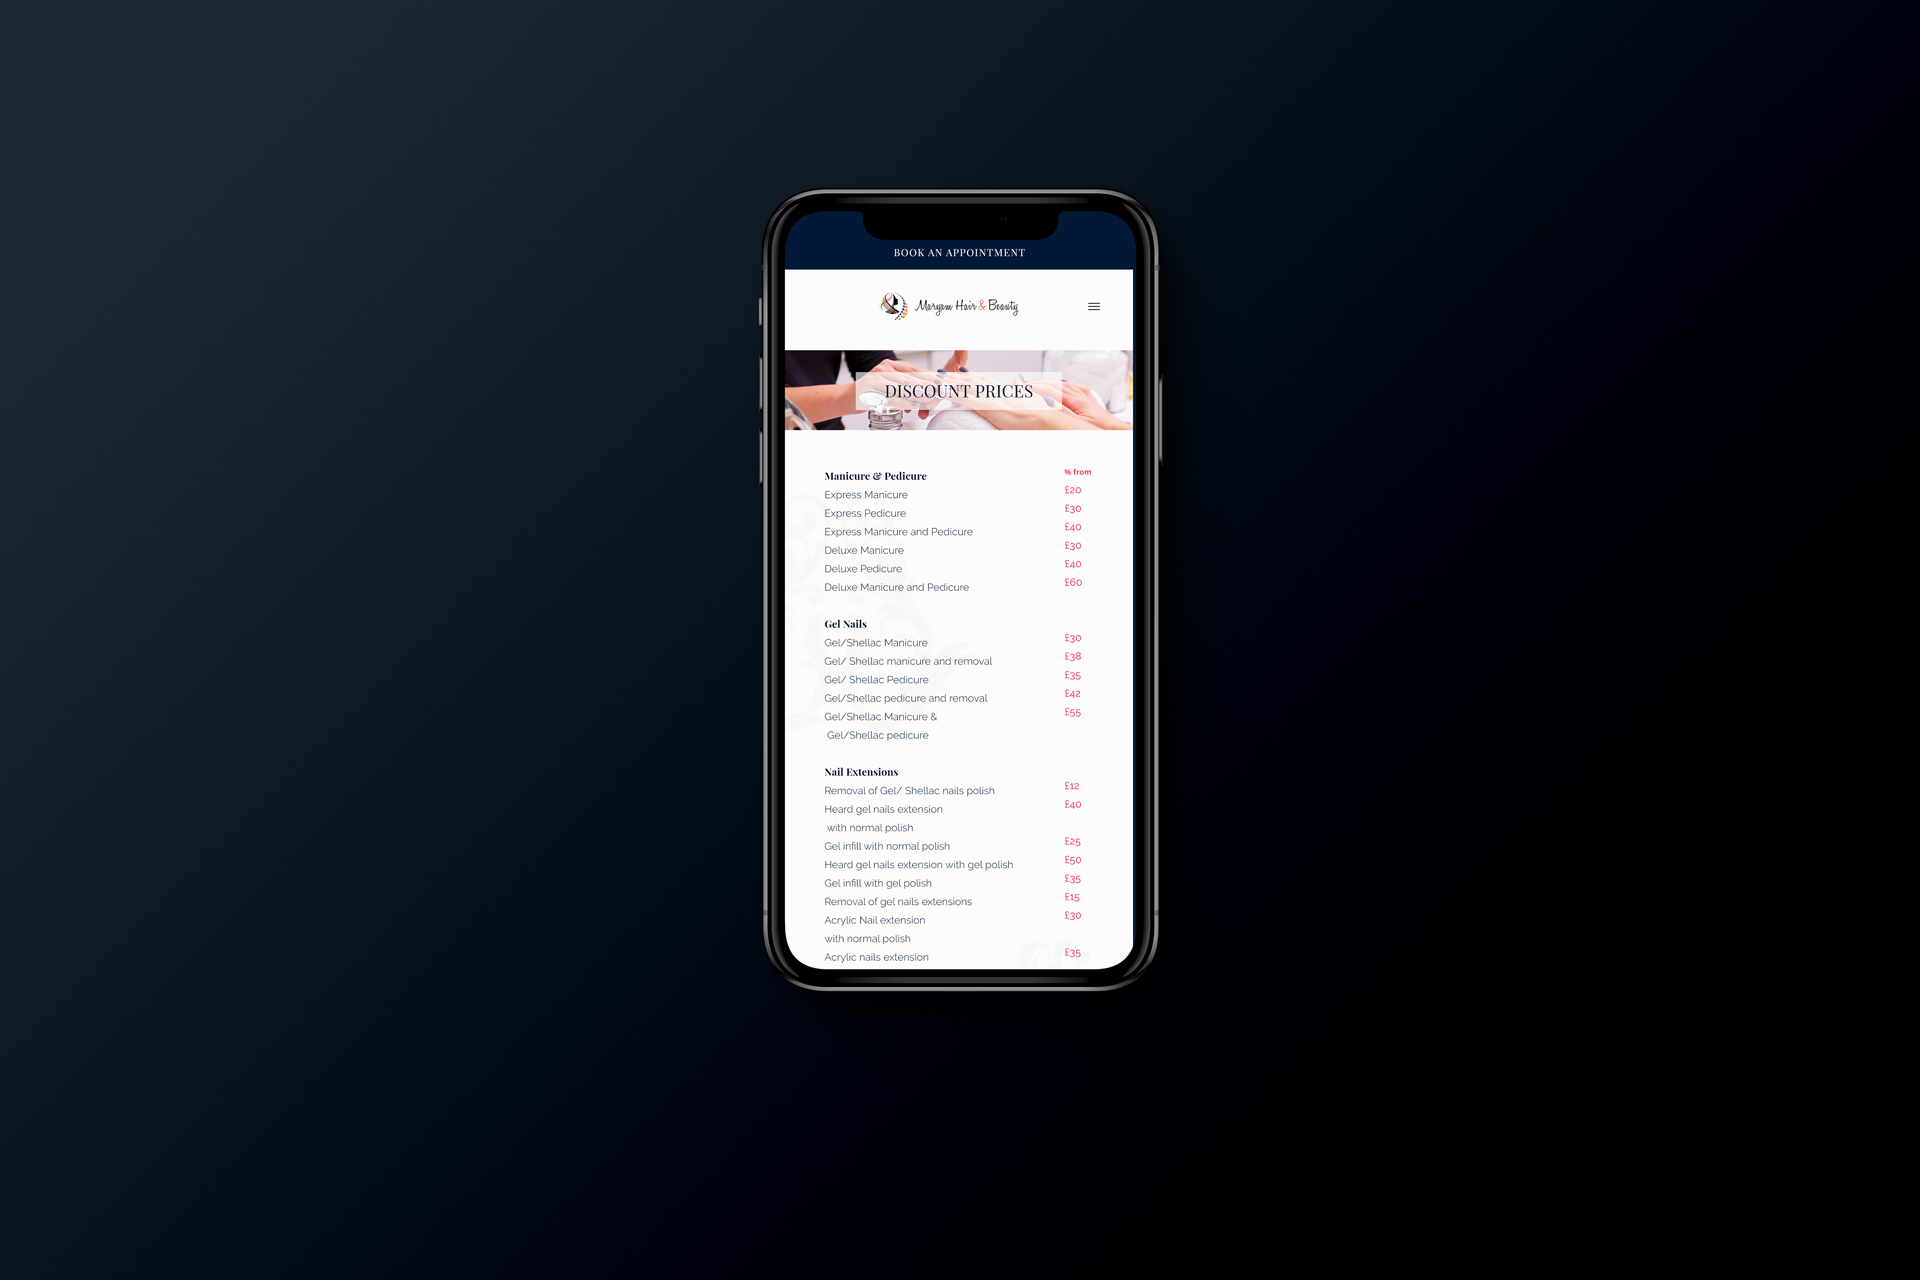 BOOK AN APPOINTMENT
Maryam Hair & Beauty
DISCOUNT PRICES
Manicure & Pedicure % from
Express Manicure £20
Express Pedicure £30
Express Manicure and Pedicure £40
Deluxe Manicure £30
Deluxe Pedicure £40
Deluxe Manicure and Pedicure £60
Gel Nails
Gel/Shellac Manicure £30
Gel/ Shellac manicure and removal £38
Gel/ Shellac Pedicure £35
Gel/Shellac pedicure and removal £42
Gel/Shellac Manicure & £55
Gel/Shellac pedicure
Nail Extensions
Removal of Gel/ Shellac nails polish £12
Heard gel nails extension £40
with normal polish
Gel infill with normal polish £25
Heard gel nails extension with gel polish £50
Gel infill with gel polish £35
Removal of gel nails extensions £15
Acrylic Nail extension £30
with normal polish
Acrylic nails extension £35